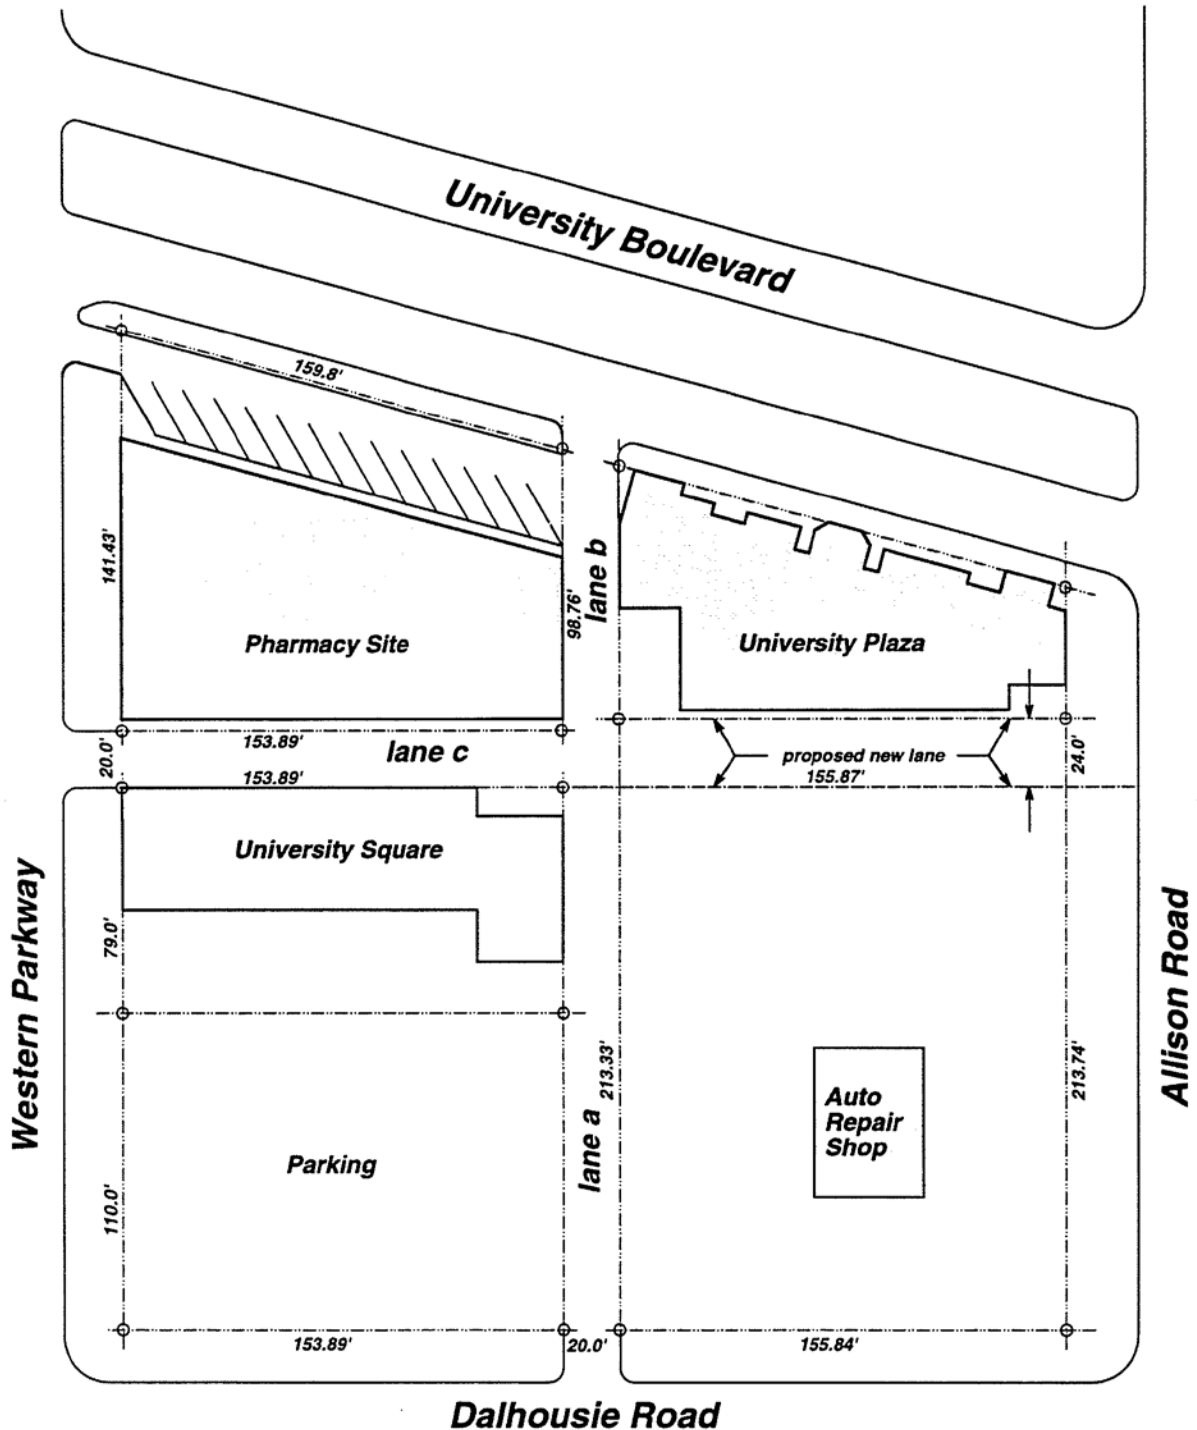 University Boulevard
159.8'
141.43'
98.76'
lane b
Pharmacy Site
University Plaza
20.0'
153.89'
lane c
153.89'
proposed new lane
155.87'
24.0'
University Square
79.0'
Western Parkway
Allison Road
213.33'
213.74'
lane a
Auto
Repair
Shop
Parking
110.0'
153.89'
20.0'
155.84'
Dalhousie Road